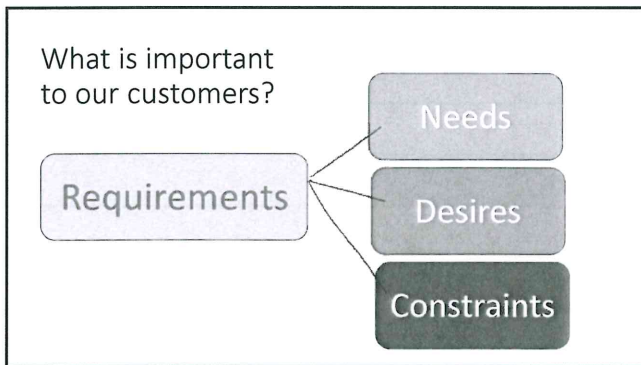 What is important
to our customers?
Requirements
Needs
Desires
Constraints